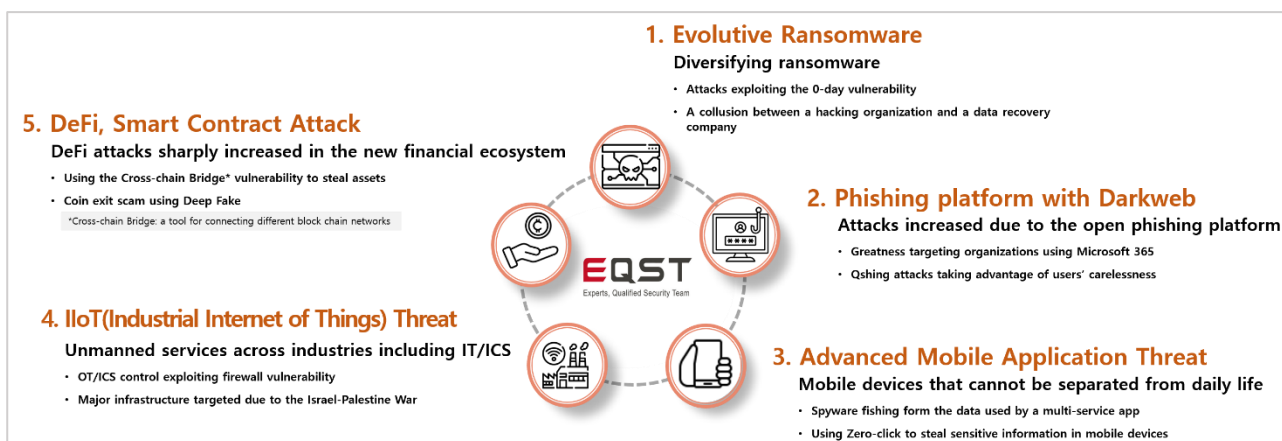 1. Evolutive Ransomware
Diversifying ransomware
• Attacks exploiting the 0-day vulnerability
• A collusion between a hacking organization and a data recovery
company
5. DeFi, Smart Contract Attack
DeFi attacks sharply increased in the new financial ecosystem
• Using the Cross-chain Bridge* vulnerability to steal assets
• Coin exit scam using Deep Fake
*Cross-chain Bridge: a tool for connecting different block chain networks
2. Phishing platform with Darkweb
Attacks increased due to the open phishing platform
• Greatness targeting organizations using Microsoft 365
• Qshing attacks taking advantage of users' carelessness
EQST
Experts, Qualified Security Team
4. IIoT(Industrial Internet of Things) Threat
Unmanned services across industries including IT/ICS
• OT/ICS control exploiting firewall vulnerability
• Major infrastructure targeted due to the Israel-Palestine War
3. Advanced Mobile Application Threat
Mobile devices that cannot be separated from daily life
• Spyware fishing form the data used by a multi-service app
• Using Zero-click to steal sensitive information in mobile devices